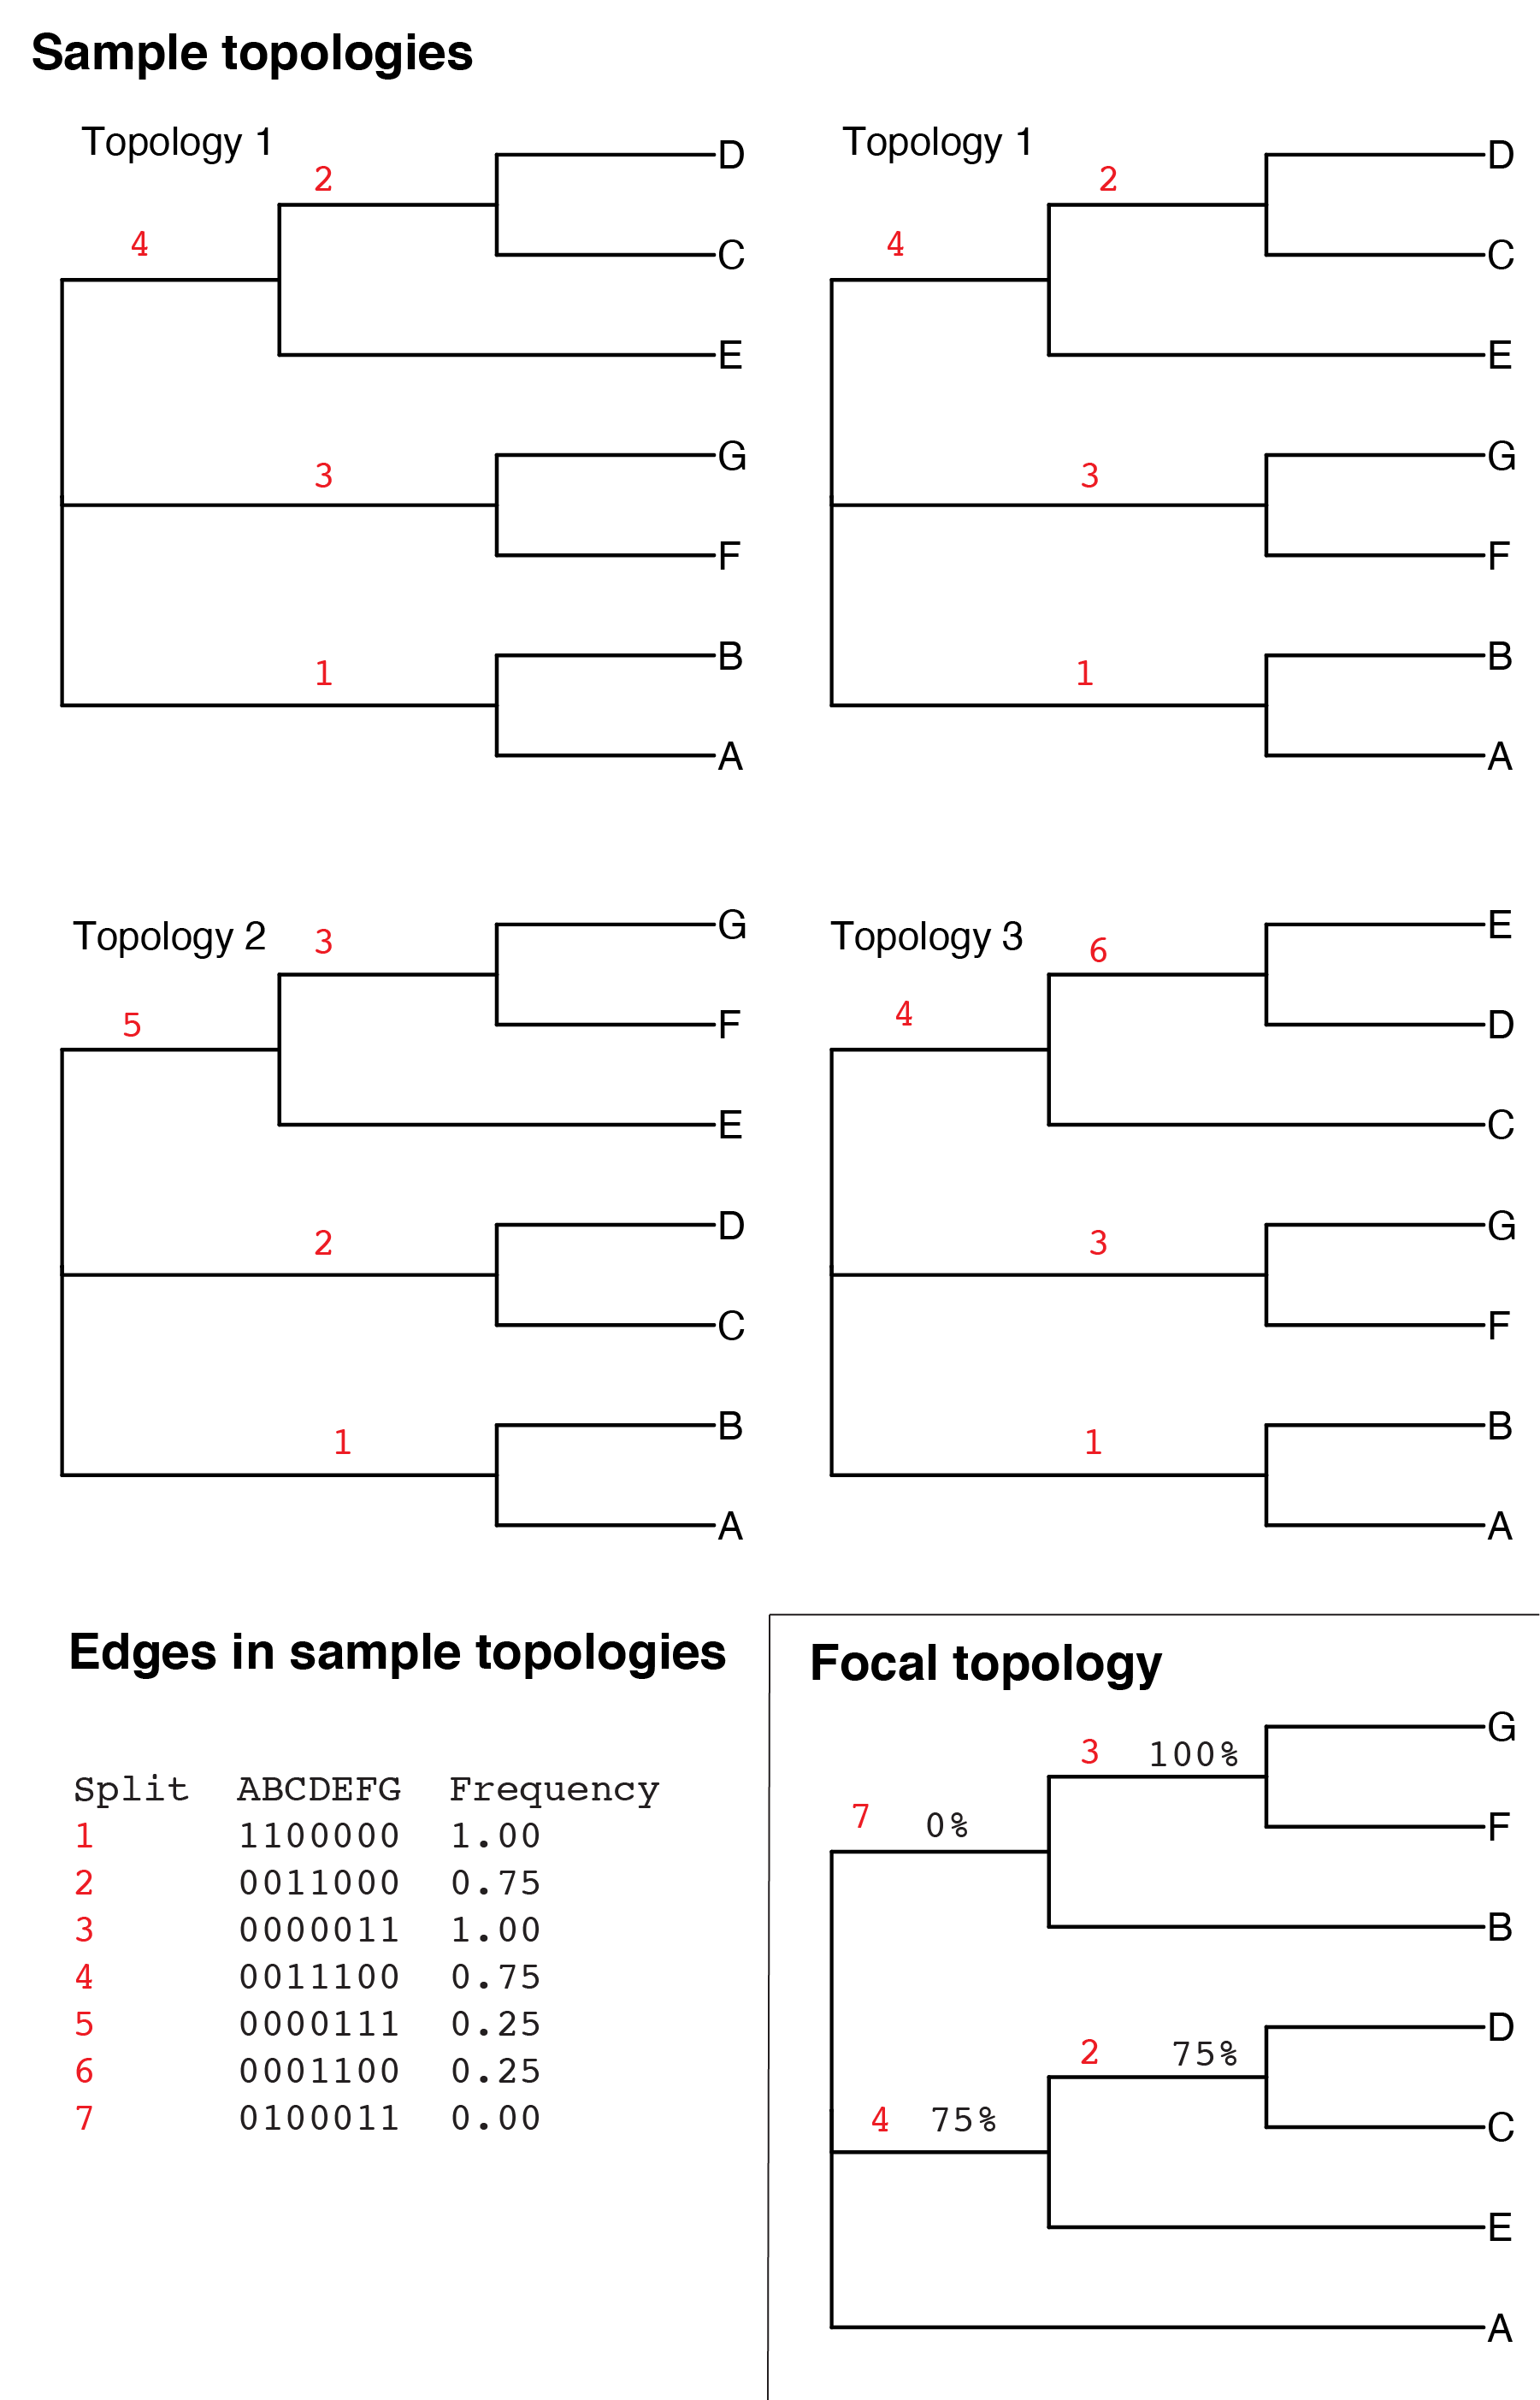 Sample topologies
Topology 1
2
4
3
1
D
C
E
G
F
B
A
Topology 1
2
4
3
1
D
C
E
G
F
B
A
Topology 2
3
5
2
1
G
F
E
D
C
B
A
Topology 3
6
4
3
1
E
D
C
G
F
B
A
Edges in sample topologies
Split ABCDEFG Frequency
1 1100000 1.00
2 0011000 0.75
3 0000011 1.00
4 0011100 0.75
5 0000111 0.25
6 0001100 0.25
7 0100011 0.00
Focal topology
3 100%
7 0%
2 75%
4 75%
G
F
B
D
C
E
A